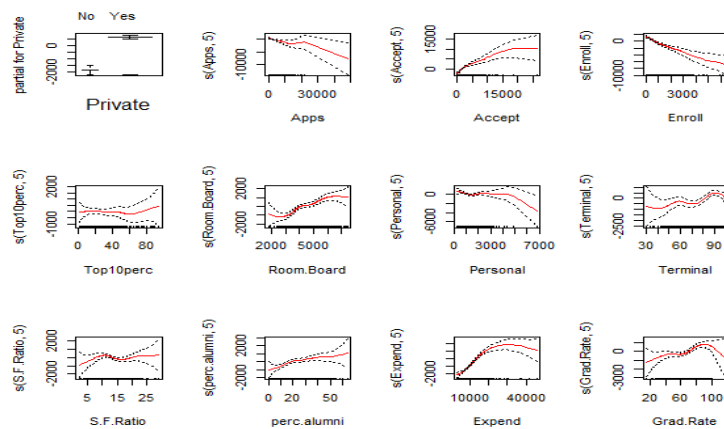 No Yes
partial for Private
-2000 0
Private
s(Apps, 5)
-10000
0 30000
Apps
s(Accept, 5)
0 15000
0 15000
Accept
s(Enroll, 5)
-10000 0
0 3000
Enroll
s(Top10perc, 5)
-1000 2000
0 40 80
Top10perc
s(Room.Board, 5)
-2000 2000
2000 5000
Room.Board
s(Personal, 5)
-6000 0
0 3000 7000
Personal
s(Terminal, 5)
-2500 0
30 60 90
Terminal
s(S.F.Ratio, 5)
-2000 2000
5 15 25
S.F.Ratio
s(perc.alumni, 5)
-2000 2000
0 20 40 60
perc.alumni
s(Expend, 5)
-2000
10000 40000
Expend
s(Grad.Rate, 5)
-3000 0
20 60 100
Grad.Rate